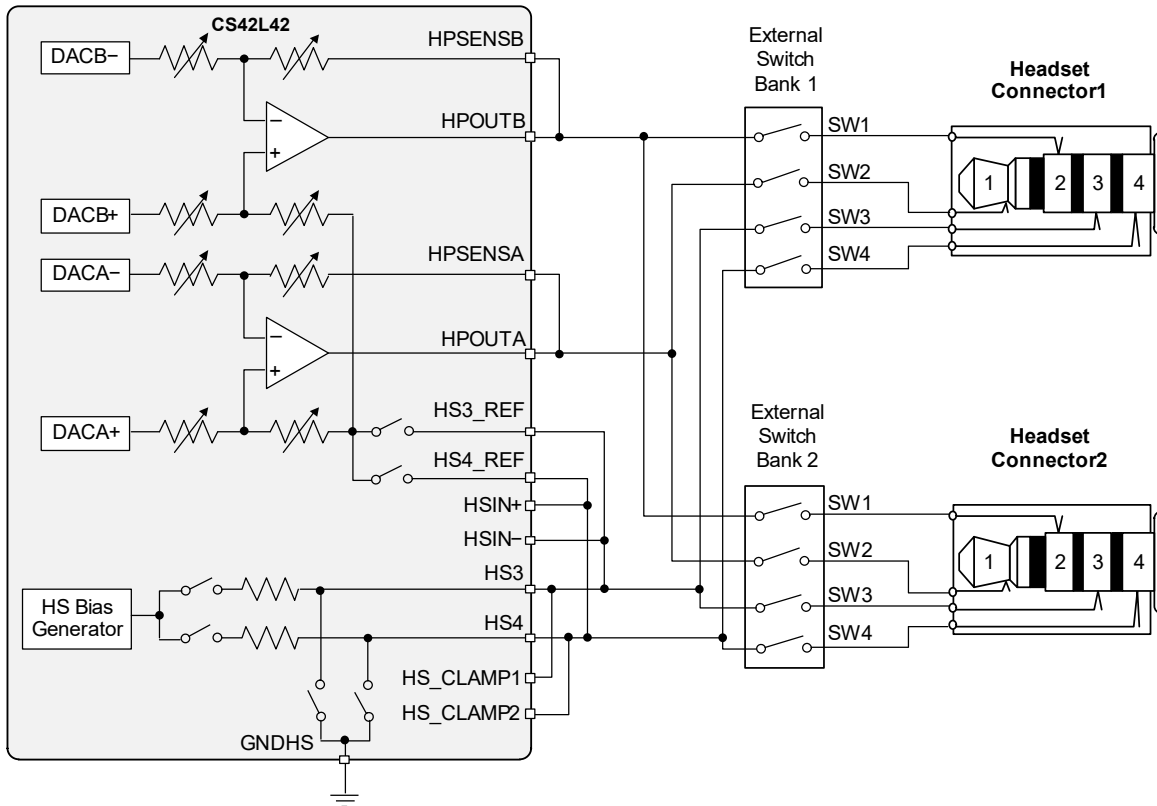 CS42L42
DACB−
HPSENSB
HPOUTB
−
+
DACB+
DACA−
HPSENSA
HPOUTA
−
+
DACA+
HS3_REF
HS4_REF
HSIN+
HSIN−
HS3
HS4
HS Bias
Generator
HS_CLAMP1
HS_CLAMP2
GNDHS
External
Switch
Bank 1
SW1
SW2
SW3
SW4
Headset
Connector1
1
2
3
4
External
Switch
Bank 2
SW1
SW2
SW3
SW4
Headset
Connector2
1
2
3
4